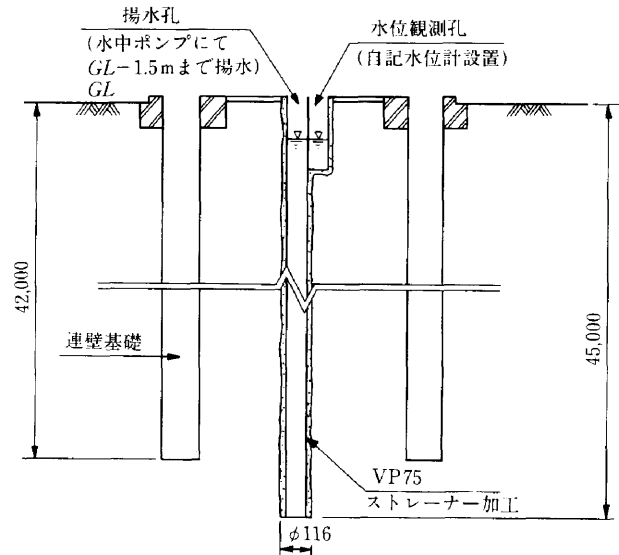 揚水孔
(水中ポンプにて
GL−1.5mまで揚水)
GL
水位観測孔
(自記水位計設置)
42,000
連壁基礎
45,000
VP75
ストレーナー加工
φ116